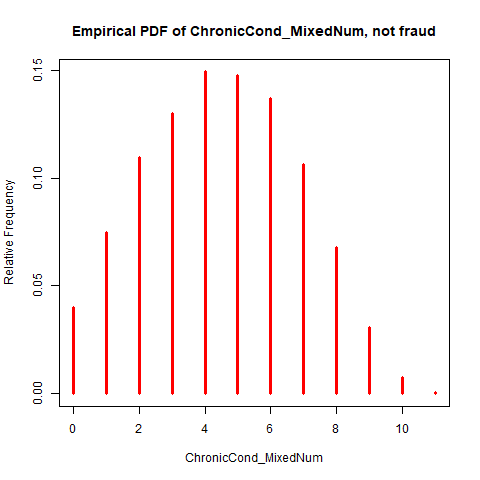 Empirical PDF of ChronicCond_MixedNum, not fraud
Relative Frequency
0.15
0.10
0.05
0.00
0 2 4 6 8 10
ChronicCond_MixedNum